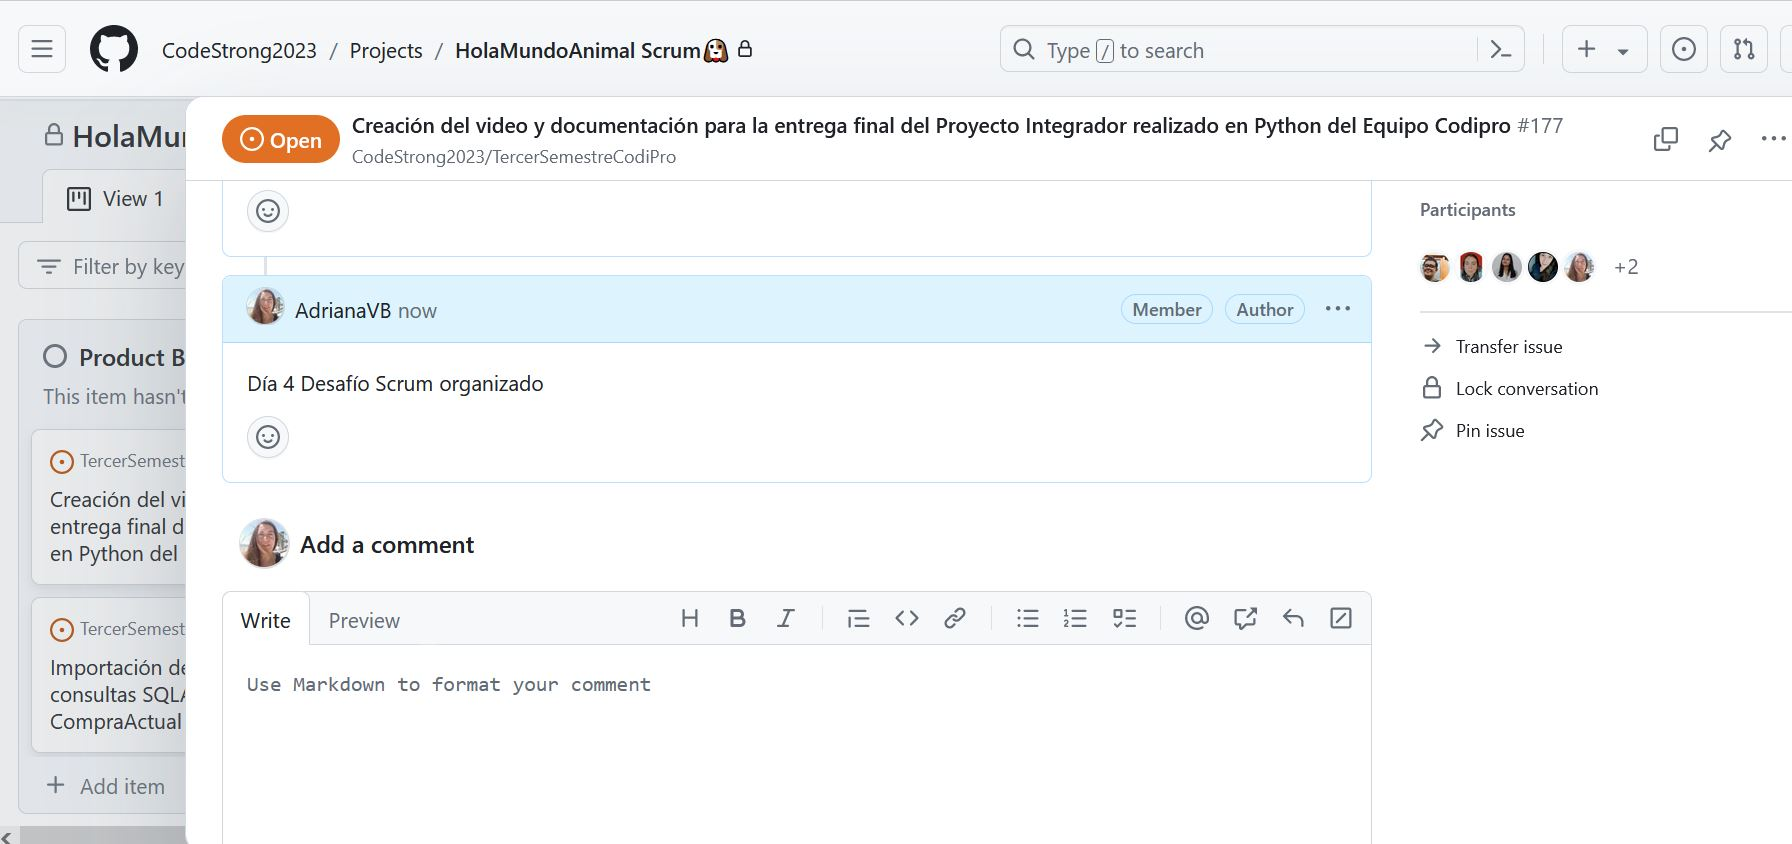 CodeStrong2023 / Projects / HolaMundoAnimal Scrum
Type / to search
HolaMun
View 1
Filter by key
Product B
This item hasn't
TercerSemest
Creación del vi
entrega final d
en Python del
TercerSemest
Importación de
consultas SQLA
CompraActual
+ Add item
Open
Creación del video y documentación para la entrega final del Proyecto Integrador realizado en Python del Equipo Codipro #177
CodeStrong2023/TercerSemestreCodiPro
AdrianaVB now
Member Author
Día 4 Desafío Scrum organizado
Add a comment
Write Preview
Use Markdown to format your comment
Participants
+2
Transfer issue
Lock conversation
Pin issue